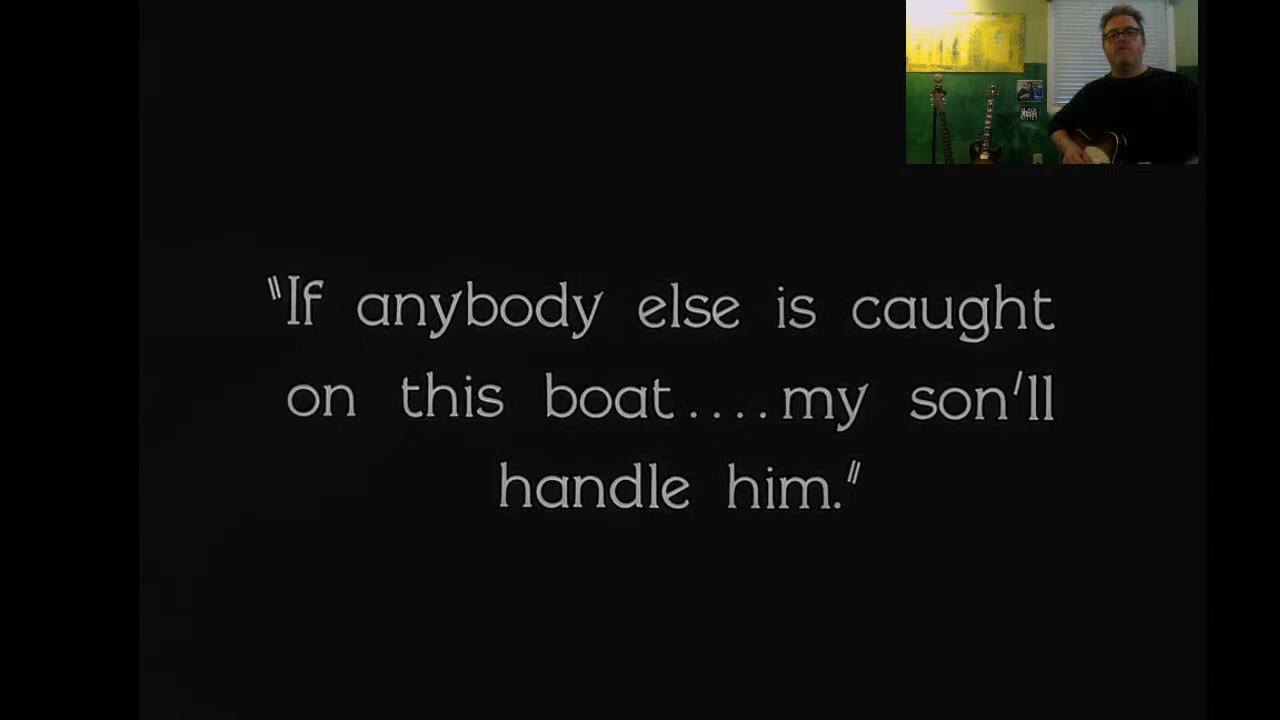 "If anybody else is caught
on this boat....my son'll
handle him."